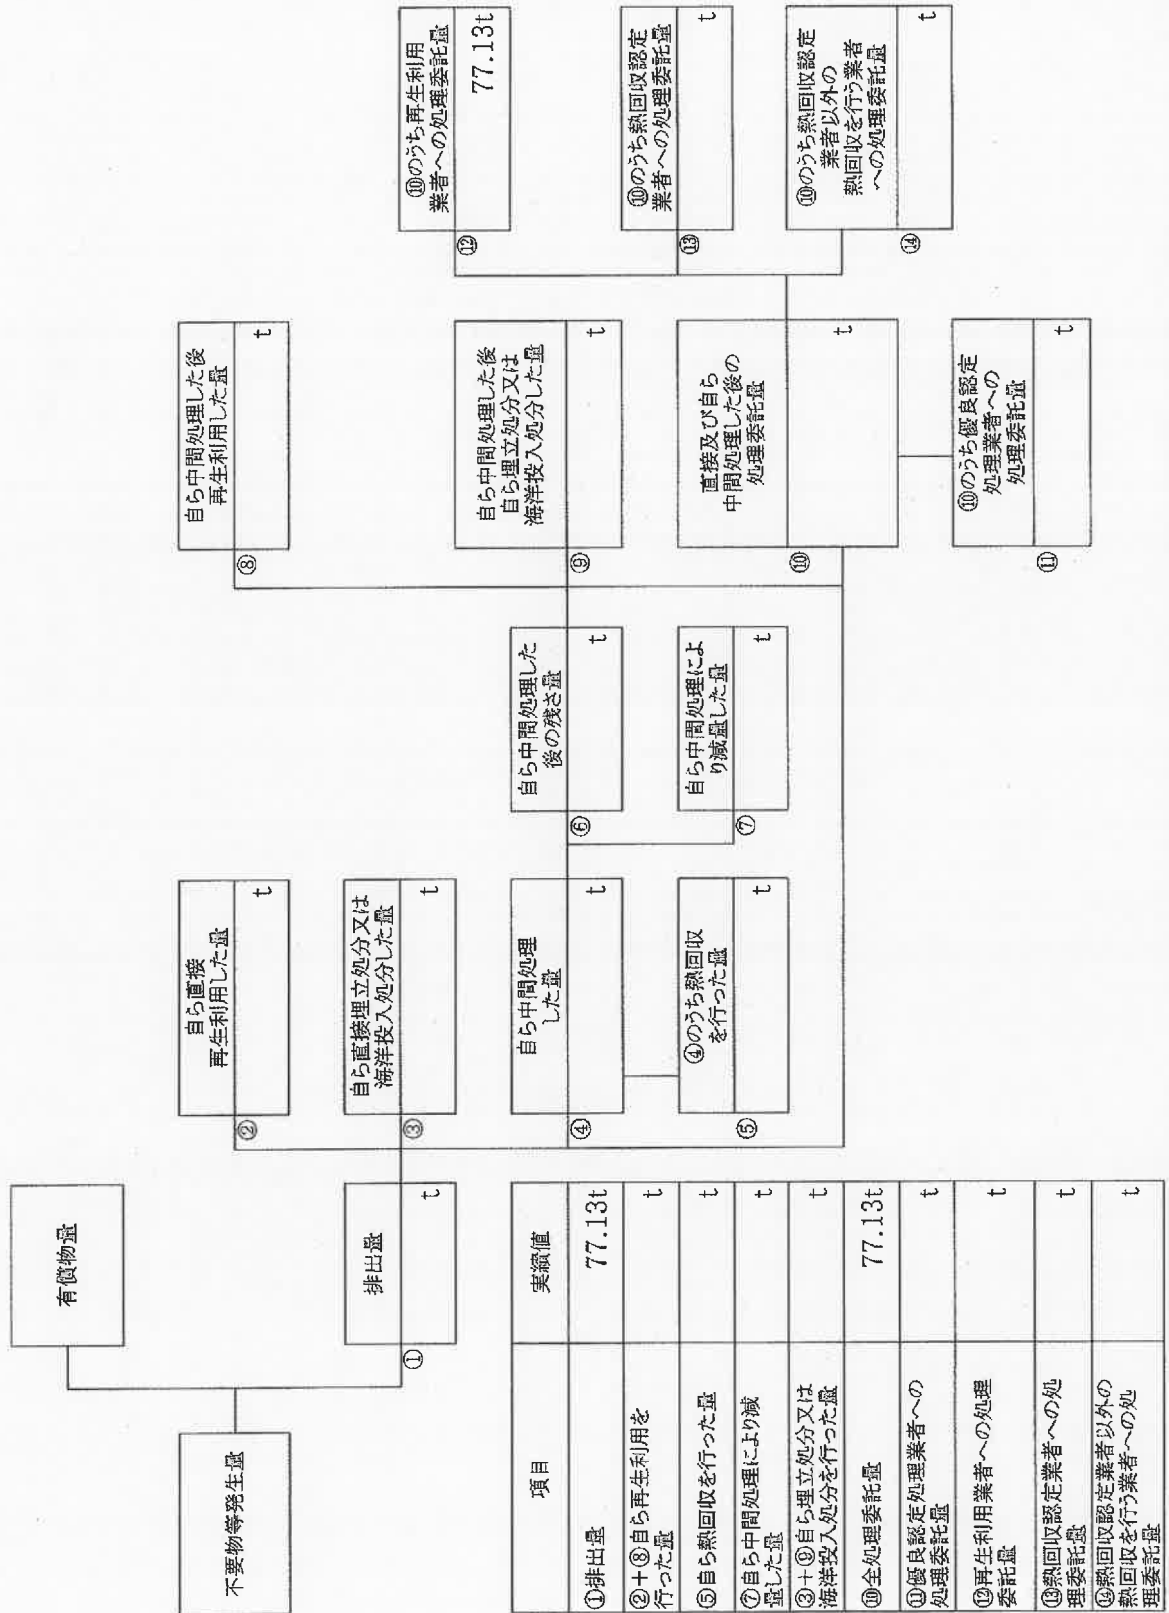 不要物等発生量
有償物量
排出量
①
t
自ら直接
再生利用した量
②
t
自ら直接埋立処分又は
海洋投入処分した量
③
t
自ら中間処理
した量
④
t
④のうち熱回収
を行った量
⑤
t
自ら中間処理した
後の残さ量
⑥
t
自ら中間処理によ
り減量した量
⑦
t
自ら中間処理した後
再生利用した量
⑧
t
自ら中間処理した後
自ら埋立処分又は
海洋投入処分した量
⑨
t
直接及び自ら
中間処理した後の
処理委託量
⑩
t
⑩のうち優良認定
処理業者への
処理委託量
⑪
t
⑩のうち再生利用
業者への処理委託量
⑫
77.13t
⑩のうち熱回収認定
業者への処理委託量
⑬
t
⑩のうち熱回収認定
業者以外の
熱回収を行う業者
への処理委託量
⑭
t
項目 実績値
①排出量 77.13t
②+⑧自ら再生利用を
行った量 t
⑤自ら熱回収を行った量 t
⑦自ら中間処理により減
量した量 t
③+⑨自ら埋立処分又は
海洋投入処分を行った量 t
⑩全処理委託量 77.13t
⑪優良認定処理業者への
処理委託量 t
⑫再生利用業者への処理
委託量 t
⑬熱回収認定業者への処
理委託量 t
⑭熱回収認定業者以外の
熱回収を行う業者への処
理委託量 t